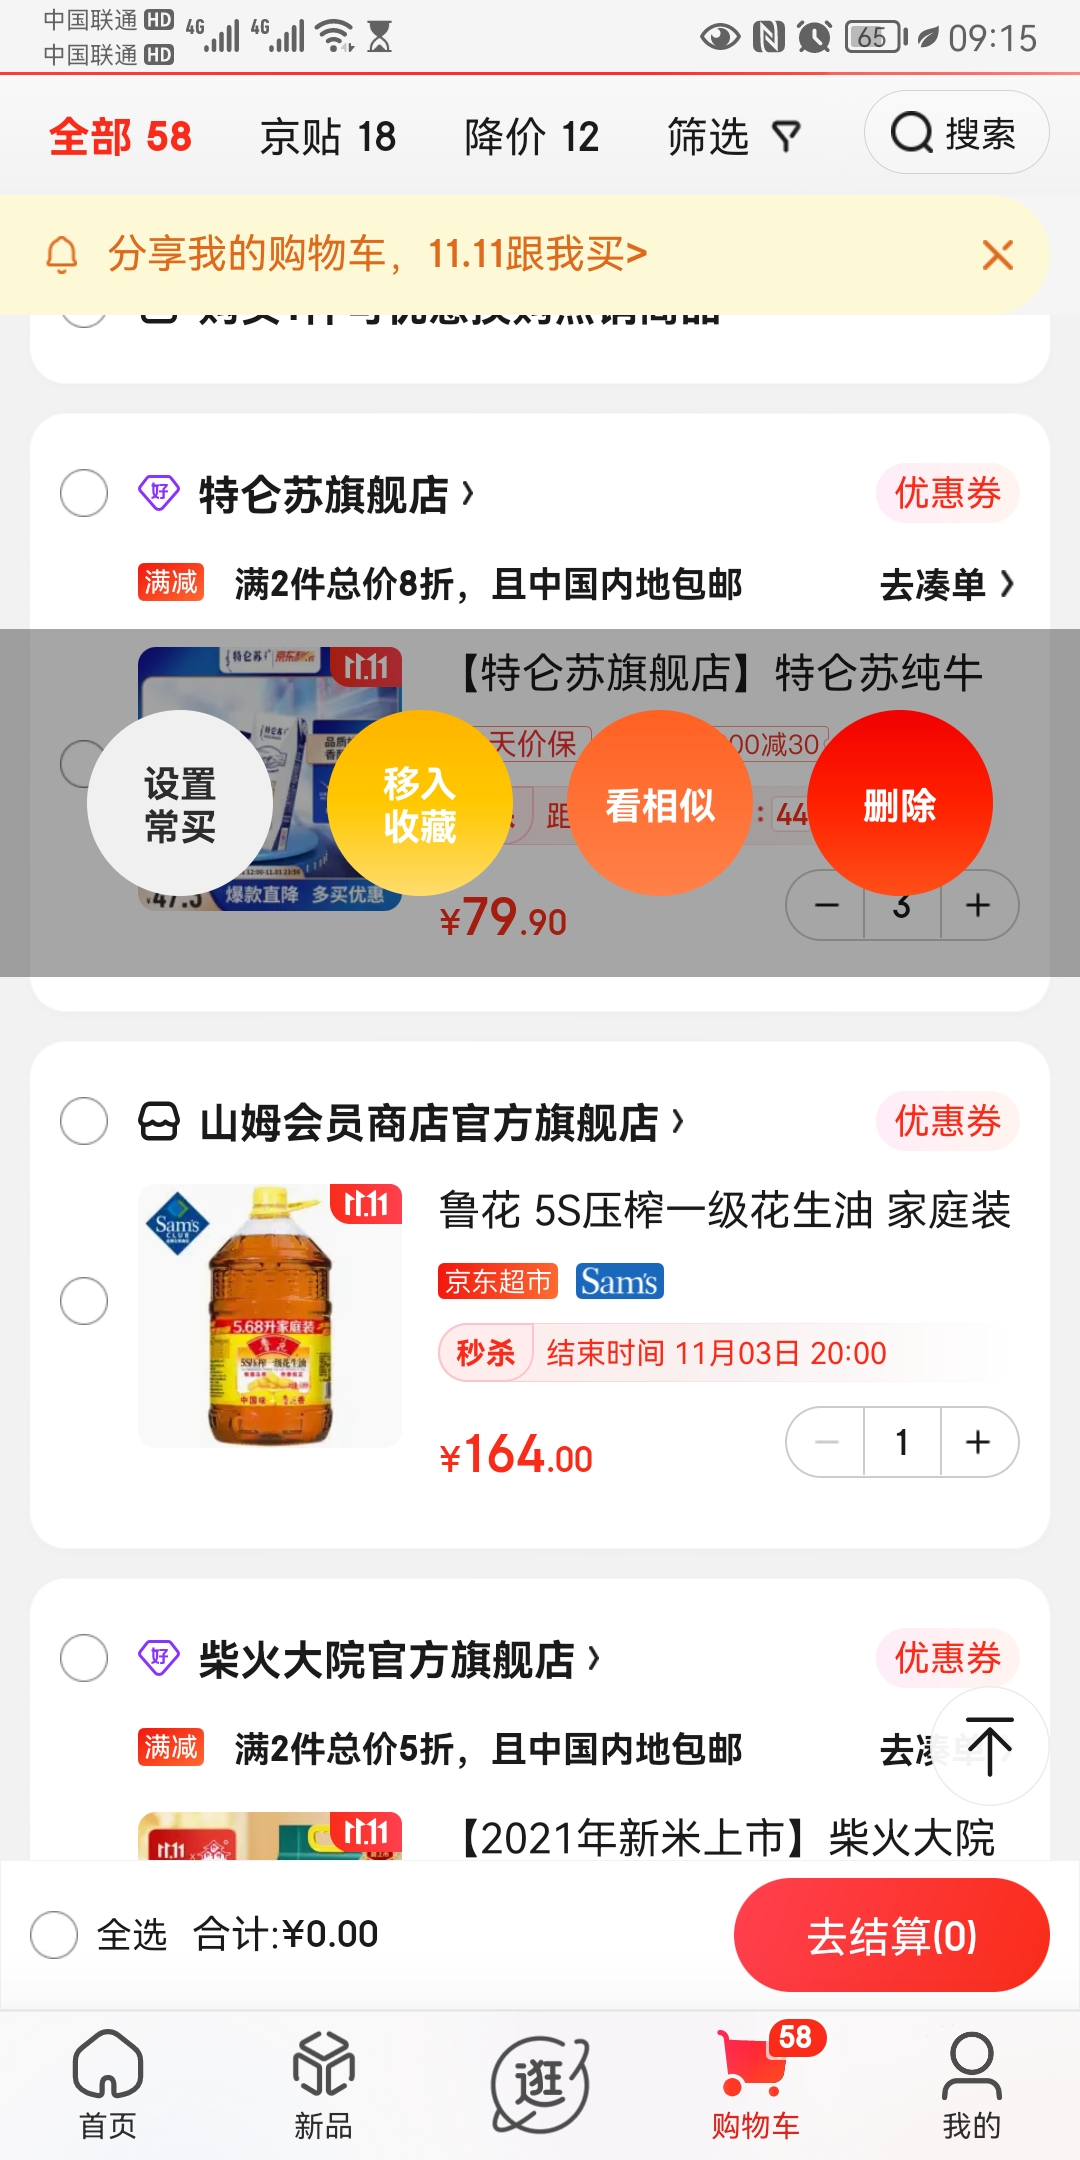 中国联通 HD
中国联通 HD
4G 4G
65 09:15
全部 58 京贴 18 降价 12 筛选 搜索
分享我的购物车，11.11跟我买>
特仑苏旗舰店 ›
优惠券
满减 满2件总价8折，且中国内地包邮 去凑单 ›
特仑苏 11.11
【特仑苏旗舰店】特仑苏纯牛
天价保 00减30
距 : 44
设置
常买
移入
收藏
看相似
删除
爆款直降 多买优惠
¥79.90
− 3 +
好
山姆会员商店官方旗舰店 ›
优惠券
Sam's
CLUB
11.11
5.68升家庭装
鲁花
鲁花 5S压榨一级花生油 家庭装
京东超市 Sam's
秒杀 结束时间 11月03日 20:00
¥164.00
− 1 +
好 柴火大院官方旗舰店 ›
优惠券
满减 满2件总价5折，且中国内地包邮 去凑单
11.11 11.11
【2021年新米上市】柴火大院
全选 合计:¥0.00
去结算(0)
首页 新品 逛 58 购物车 我的